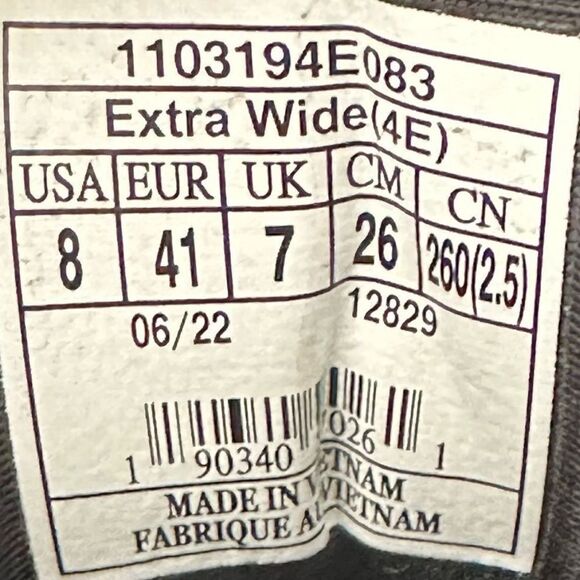 1103194E083
Extra Wide(4E)
USA EUR UK CM CN
8 41 7 26 260(2.5)
06/22 12829
1 90340 026 1
MADE IN VIETNAM
FABRIQUE AU VIETNAM